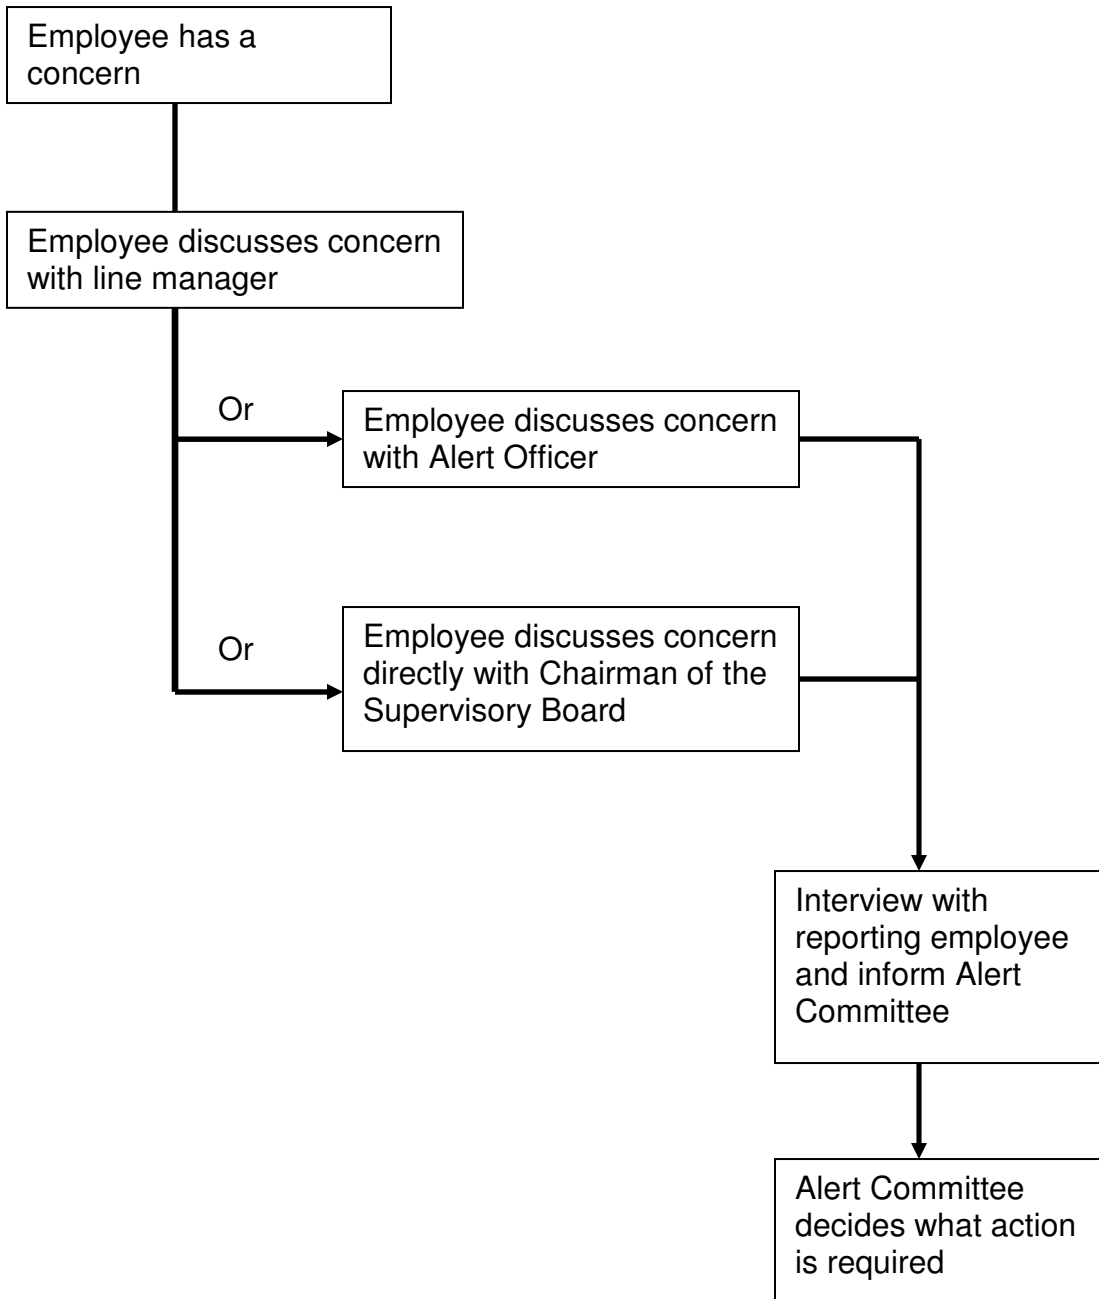 Employee has a
concern
Employee discusses concern
with line manager
Or
Employee discusses concern
with Alert Officer
Or
Employee discusses concern
directly with Chairman of the
Supervisory Board
Interview with
reporting employee
and inform Alert
Committee
Alert Committee
decides what action
is required